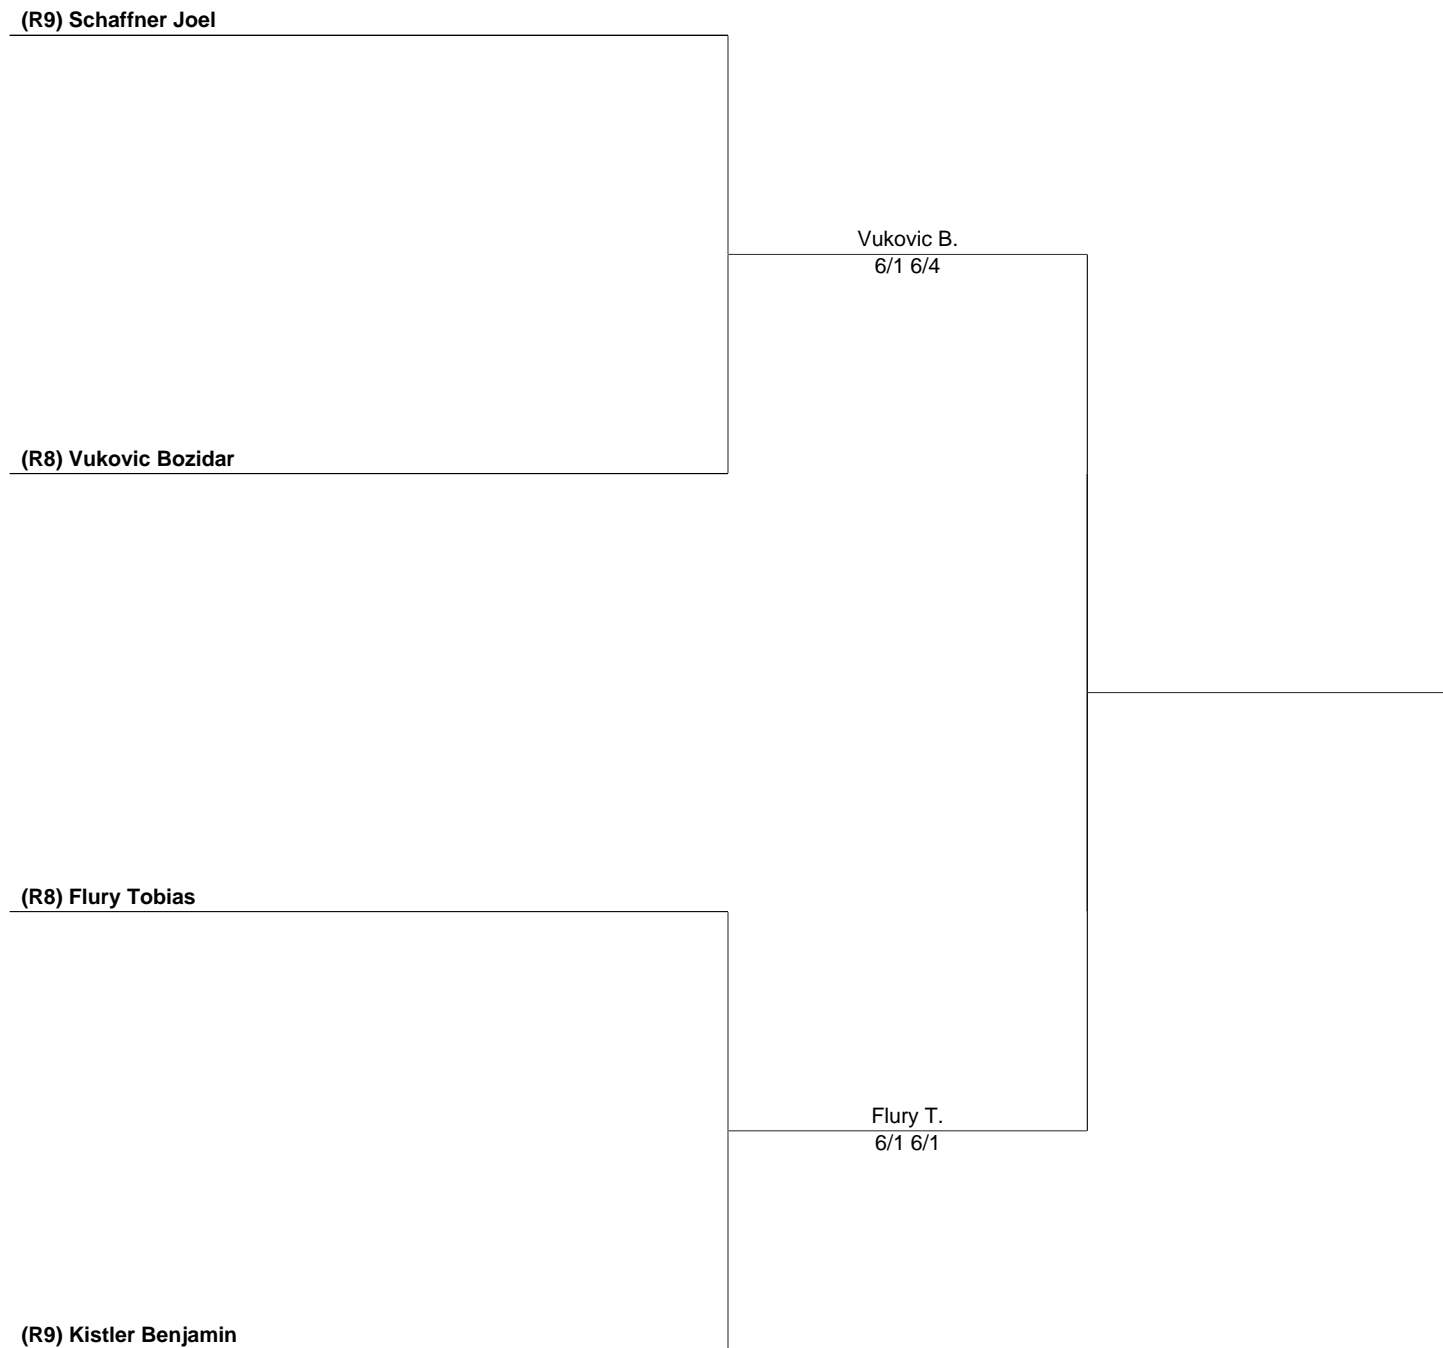 (R9) Schaffner Joel
Vukovic B.
6/1 6/4
(R8) Vukovic Bozidar
(R8) Flury Tobias
Flury T.
6/1 6/1
(R9) Kistler Benjamin